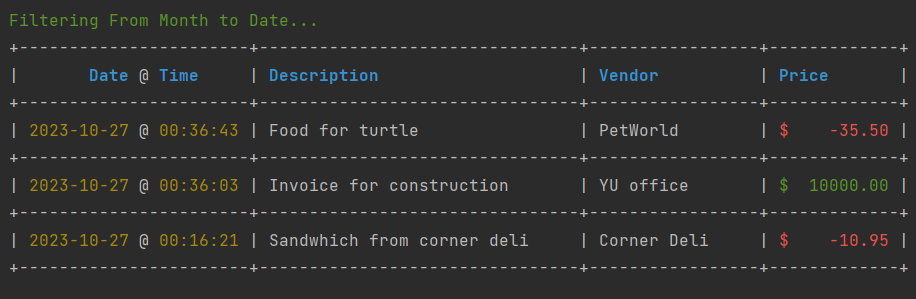 Filtering From Month to Date...
+-----------------------+--------------------------------+-----------------+-------------+
|       Date @ Time     | Description                    | Vendor          | Price       |
+-----------------------+--------------------------------+-----------------+-------------+
| 2023-10-27 @ 00:36:43 | Food for turtle                | PetWorld        | $    -35.50 |
+-----------------------+--------------------------------+-----------------+-------------+
| 2023-10-27 @ 00:36:03 | Invoice for construction       | YU office       | $  10000.00 |
+-----------------------+--------------------------------+-----------------+-------------+
| 2023-10-27 @ 00:16:21 | Sandwhich from corner deli     | Corner Deli     | $    -10.95 |
+-----------------------+--------------------------------+-----------------+-------------+